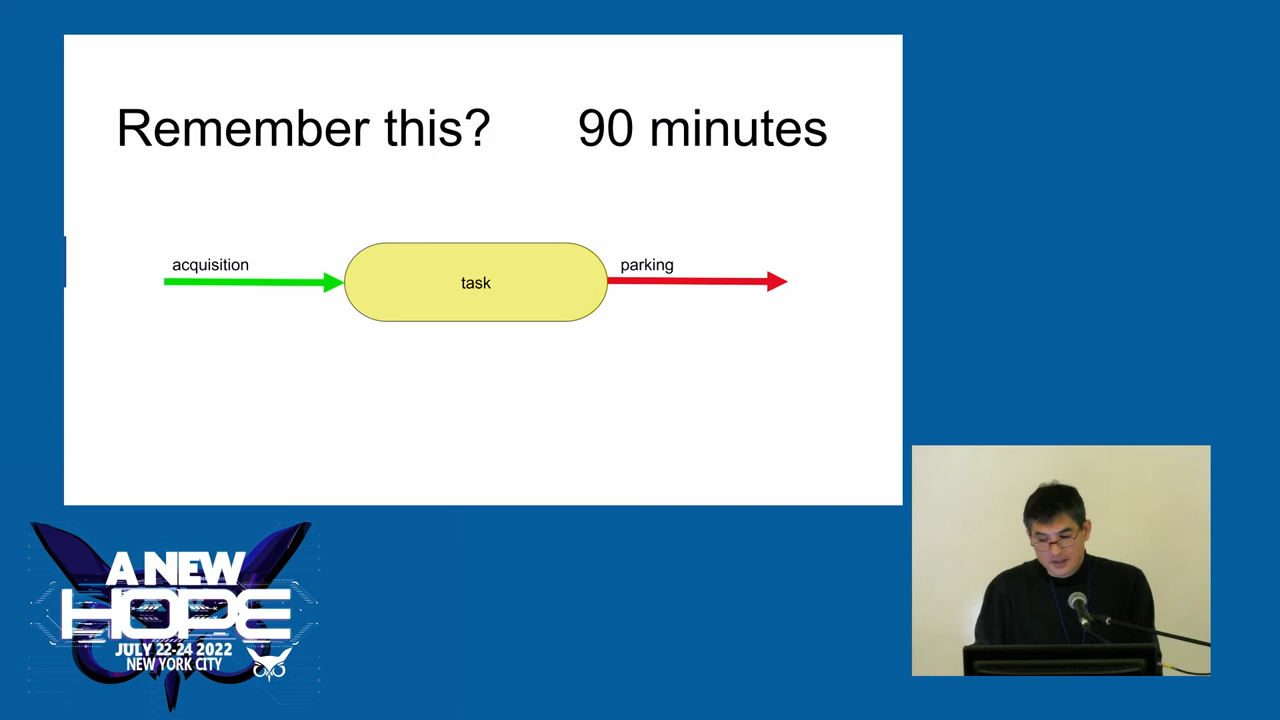 Remember this? 90 minutes
acquisition
task
parking
A NEW
HOPE
JULY 22-24 2022
NEW YORK CITY